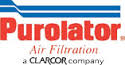 Purolator®
Air Filtration
a CLARCOR company